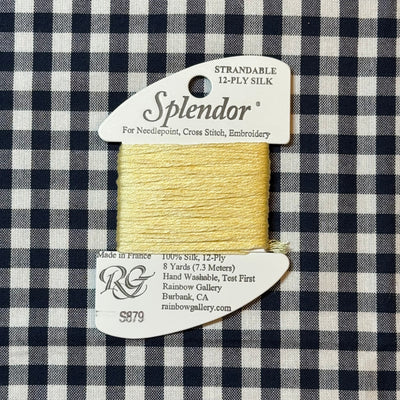 STRANDABLE
12-PLY SILK
Splendor®
For Needlepoint, Cross Stitch, Embroidery
Made in France
100% Silk, 12-Ply
8 Yards (7.3 Meters)
Hand Washable, Test First
Rainbow Gallery
Burbank, CA
rainbowgallery.com
RG
S879